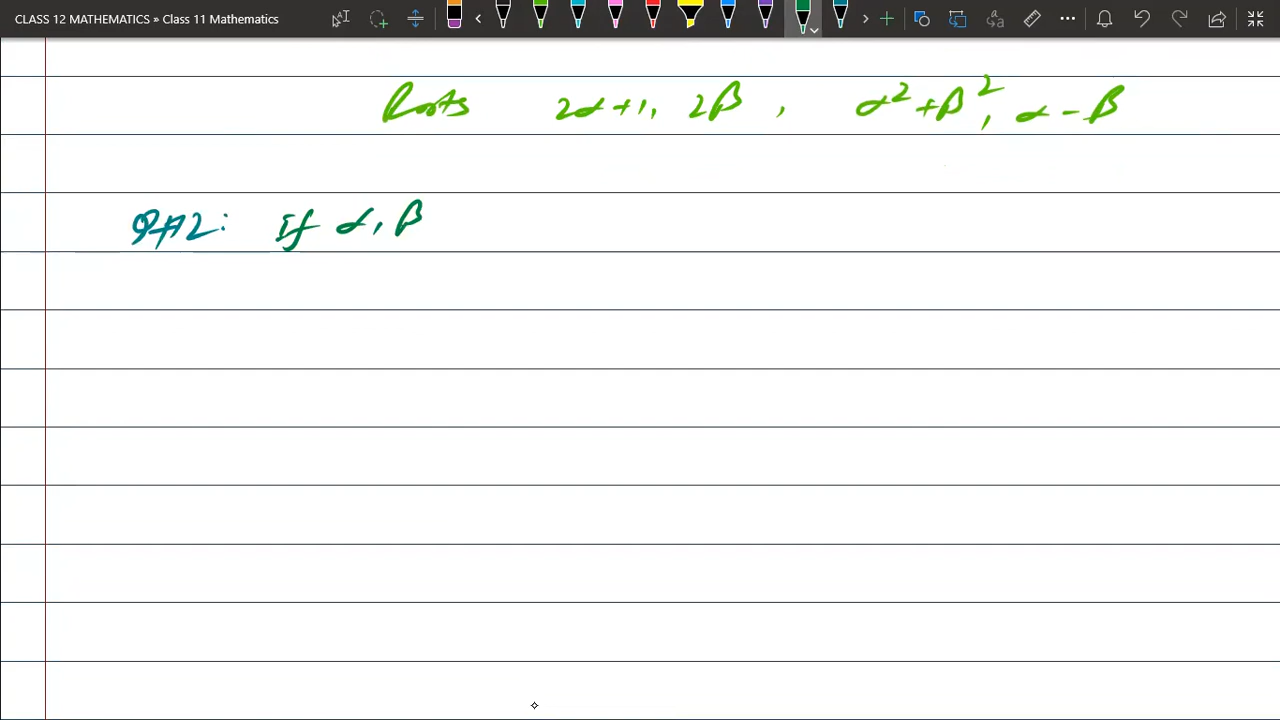 CLASS 12 MATHEMATICS » Class 11 Mathematics
Roots 2α+1, 2β , α²+β², α-β
Q#2: If α, β